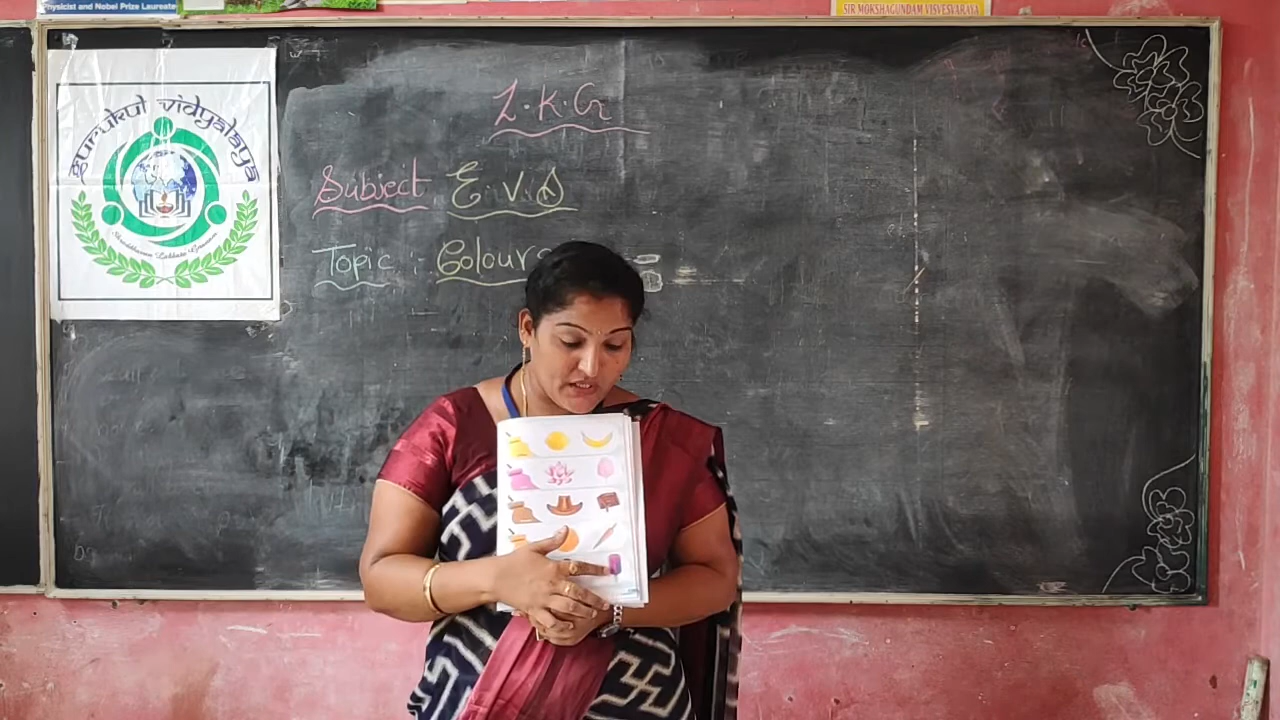 Physicist and Nobel Prize Laureate
SIR MOKSHAGUNDAM VISVESVARAYA
gurukul vidyalaya
L.K.G
Subject E.V.S
Topic : Colours